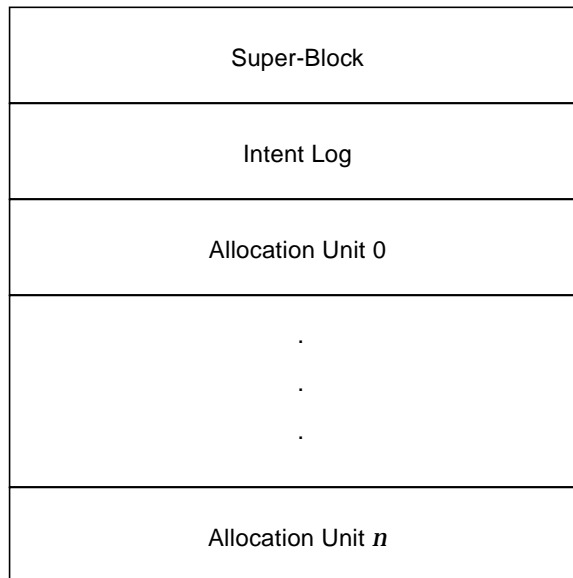 Super-Block
Intent Log
Allocation Unit 0
.
.
.
Allocation Unit n